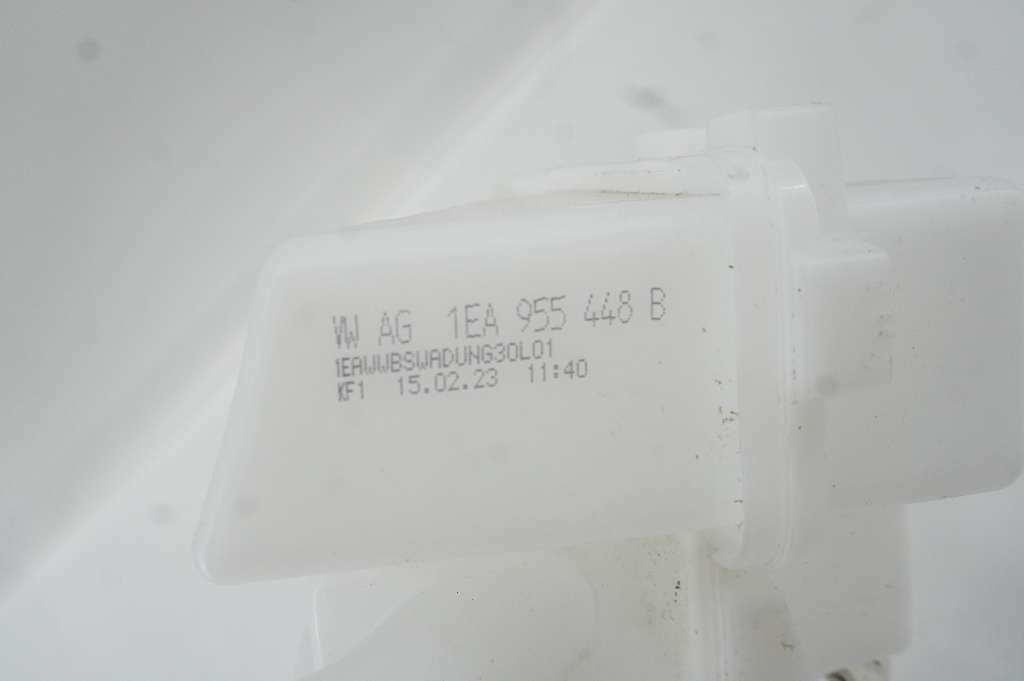 VW AG 1EA 955 448 B
1EAWWBSWADUNG30L01
KF1 15.02.23 11:40